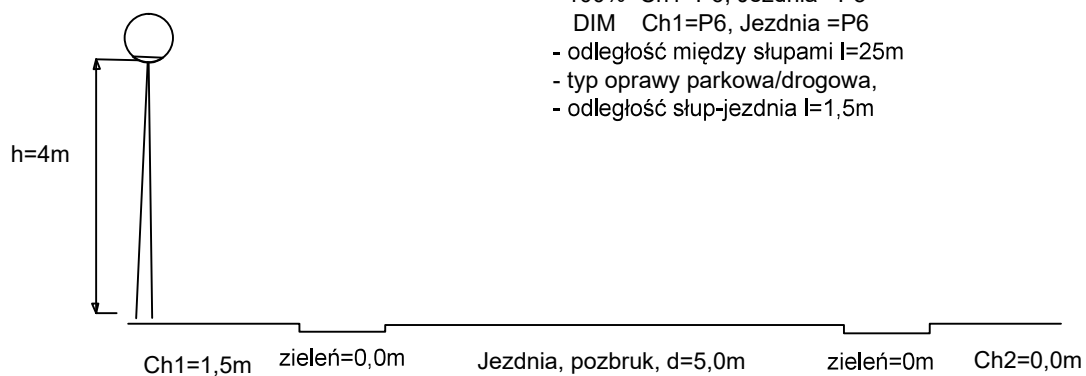 DIM Ch1=P6, Jezdnia =P6
- odległość między słupami l=25m
- typ oprawy parkowa/drogowa,
- odległość słup-jezdnia l=1,5m
h=4m
Ch1=1,5m
zieleń=0,0m
Jezdnia, pozbruk, d=5,0m
zieleń=0m
Ch2=0,0m